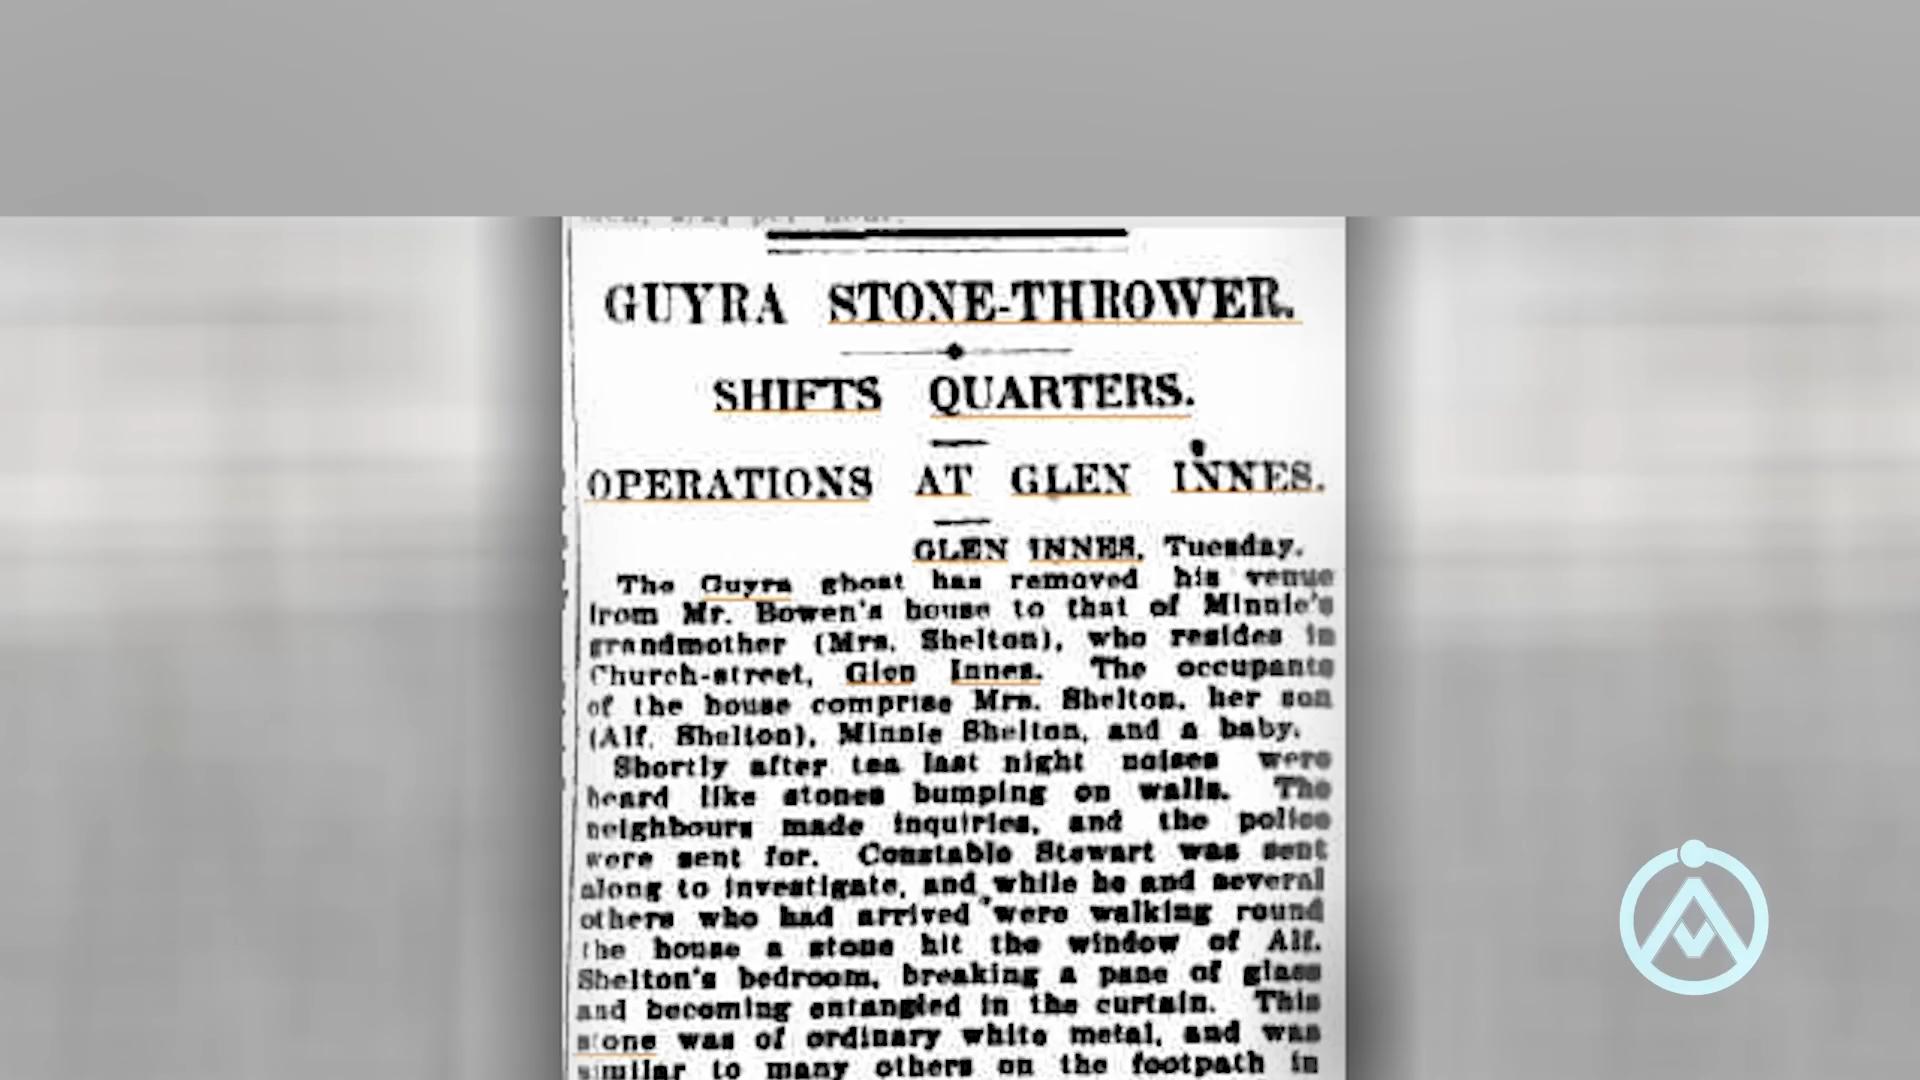 GUYRA STONE-THROWER.
SHIFTS QUARTERS.
OPERATIONS AT GLEN INNES.
GLEN INNES, Tuesday.
The Guyra ghost has removed his venue
from Mr. Bowen's house to that of Minnie's
grandmother (Mrs. Shelton), who resides in
Church-street, Glen Innes. The occupants
of the house comprise Mrs. Shelton, her son
(Alf. Shelton), Minnie Shelton, and a baby.
Shortly after tea last night noises were
heard like stones bumping on walls. The
neighbours made inquiries, and the police
were sent for. Constable Stewart was sent
along to investigate, and while he and several
others who had arrived were walking round
the house a stone hit the window of Alf.
Shelton's bedroom, breaking a pane of glass
and becoming entangled in the curtain. This
stone was of ordinary white metal, and was
similar to many others on the footpath in